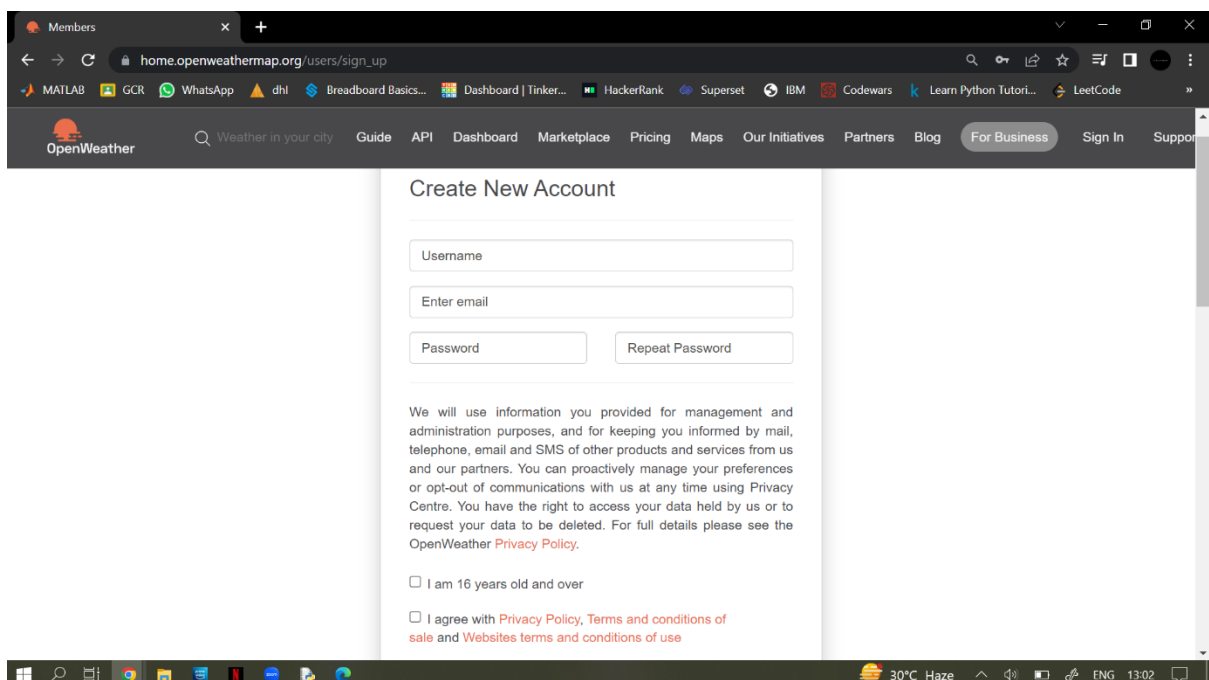 Members
home.openweathermap.org/users/sign_up
MATLAB GCR WhatsApp dhl Breadboard Basics... Dashboard | Tinker... HackerRank Superset IBM Codewars Learn Python Tutori... LeetCode »
OpenWeather Weather in your city Guide API Dashboard Marketplace Pricing Maps Our Initiatives Partners Blog For Business Sign In Suppor
Create New Account
Username
Enter email
Password Repeat Password
We will use information you provided for management and
administration purposes, and for keeping you informed by mail,
telephone, email and SMS of other products and services from us
and our partners. You can proactively manage your preferences
or opt-out of communications with us at any time using Privacy
Centre. You have the right to access your data held by us or to
request your data to be deleted. For full details please see the
OpenWeather Privacy Policy.
I am 16 years old and over
I agree with Privacy Policy, Terms and conditions of
sale and Websites terms and conditions of use
30°C Haze ENG 13:02